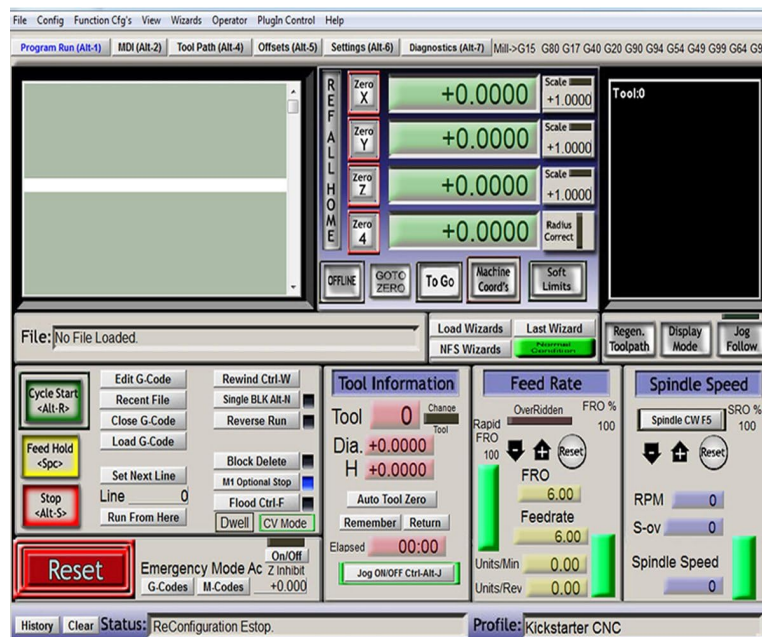 File Config Function Cfg's View Wizards Operator PlugIn Control Help
Program Run (Alt-1) MDI (Alt-2) Tool Path (Alt-4) Offsets (Alt-5) Settings (Alt-6) Diagnostics (Alt-7) Mill->G15 G80 G17 G40 G20 G90 G94 G54 G49 G99 G64 G9
REF ALL HOME
Zero X +0.0000 Scale +1.0000
Tool:0
Zero Y +0.0000 Scale +1.0000
Zero Z +0.0000 Scale +1.0000
Zero 4 +0.0000 Radius Correct
OFFLINE GOTO ZERO To Go Machine Coord's Soft Limits
File: No File Loaded.
Load Wizards Last Wizard
NFS Wizards Normal Condition
Regen. Toolpath Display Mode Jog Follow
Cycle Start <Alt-R>
Feed Hold <Spc>
Stop <Alt-S>
Edit G-Code
Recent File
Close G-Code
Load G-Code
Set Next Line
Line 0
Run From Here
Rewind Ctrl-W
Single BLK Alt-N
Reverse Run
Block Delete
M1 Optional Stop
Flood Ctrl-F
Dwell CV Mode
Reset
Emergency Mode Ac
G-Codes M-Codes
On/Off
Z Inhibit
+0.000
Tool Information
Tool 0 Change Tool
Dia. +0.0000
H +0.0000
Auto Tool Zero
Remember Return
Elapsed 00:00
Jog ON/OFF Ctrl-Alt-J
Feed Rate
OverRidden FRO %
Rapid FRO 100
100
Reset
FRO
6.00
Feedrate
6.00
Units/Min 0.00
Units/Rev 0.00
Spindle Speed
Spindle CW F5
SRO %
100
Reset
RPM 0
S-ov 0
Spindle Speed
0
History Clear Status: ReConfiguration Estop. Profile: Kickstarter CNC